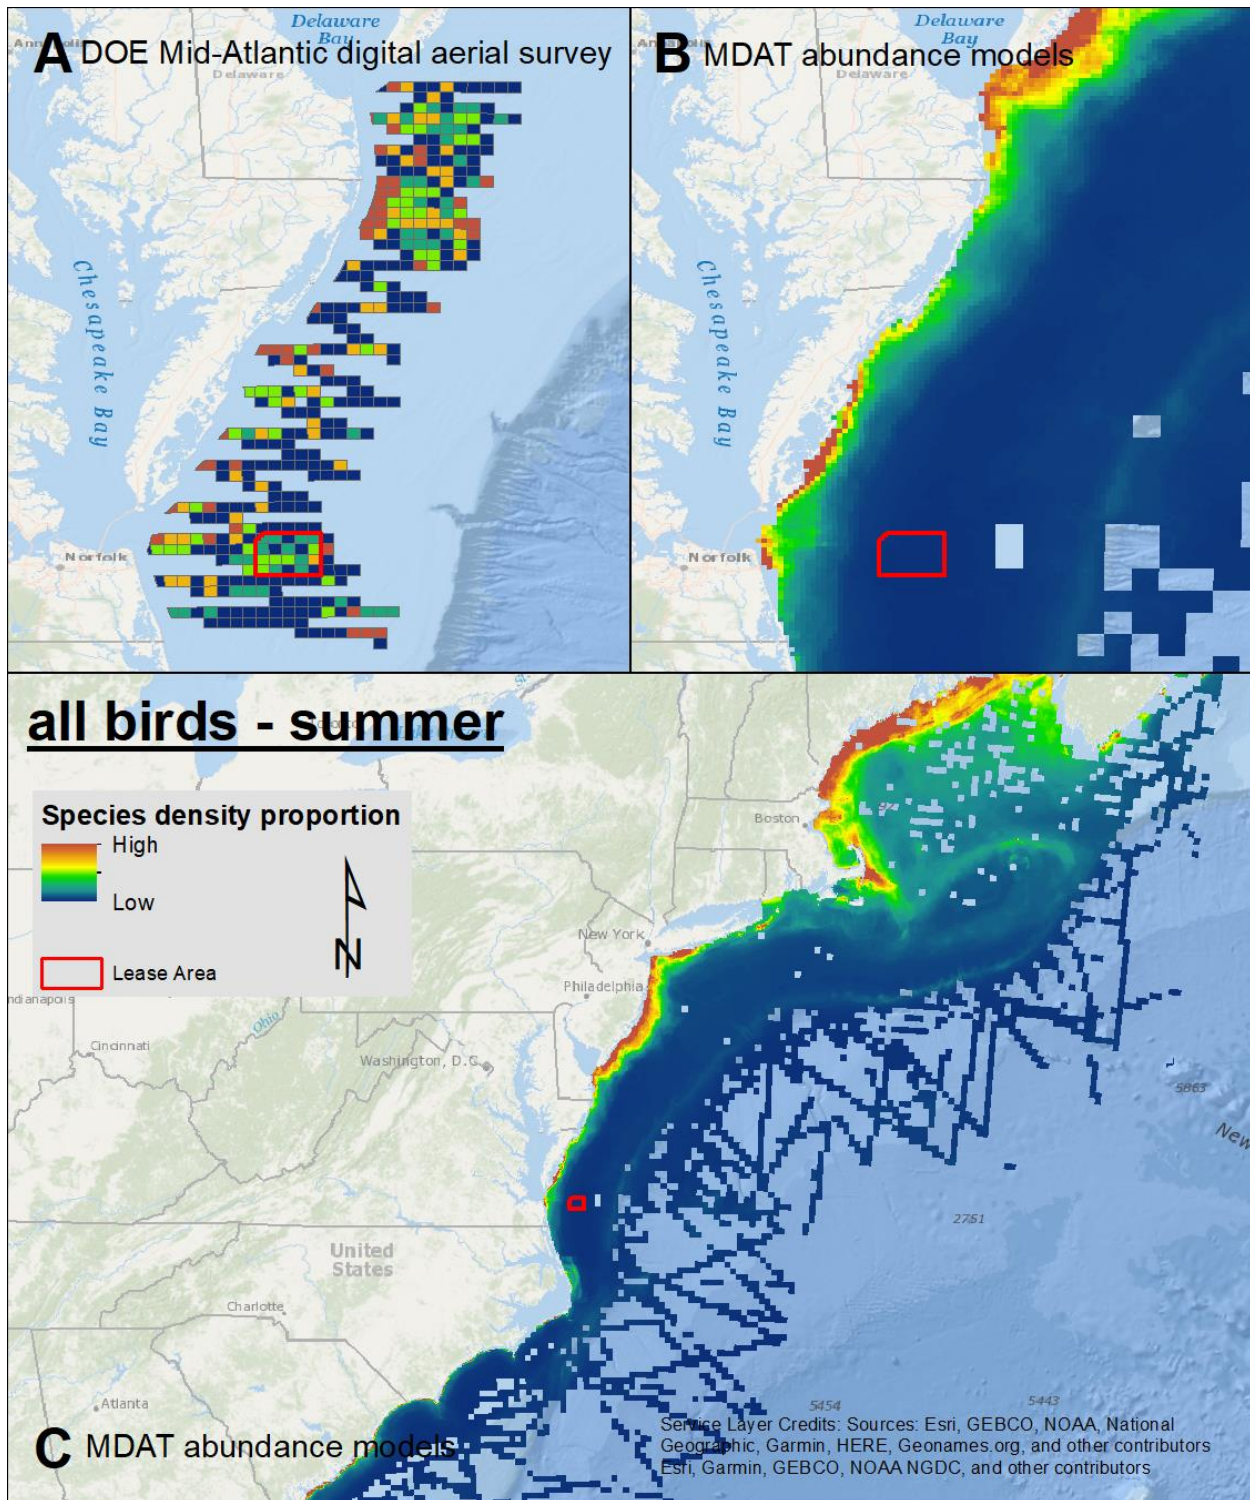 Delaware
Bay
A DOE Mid-Atlantic digital aerial survey
Delaware
Chesapeake Bay
Norfolk
Delaware
Bay
B MDAT abundance models
Delaware
Chesapeake Bay
Norfolk
all birds - summer
Species density proportion
High
Low
N
Lease Area
Boston
New York
Philadelphia
ndianapolis
Ohio
Cincinnati
Washington, D.C.
5863
New
2751
United
States
Charlotte
Atlanta
5454
5443
C MDAT abundance models
Service Layer Credits: Sources: Esri, GEBCO, NOAA, National
Geographic, Garmin, HERE, Geonames.org, and other contributors
Esri, Garmin, GEBCO, NOAA NGDC, and other contributors